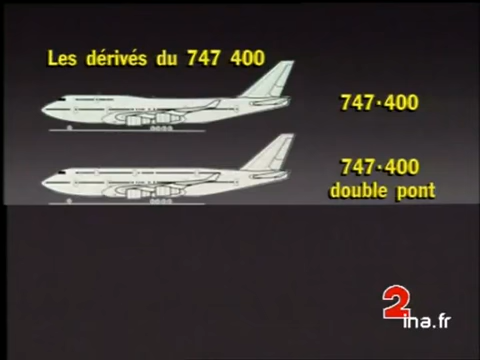 Les dérivés du 747 400
747·400
747·400
double pont
2
ina.fr